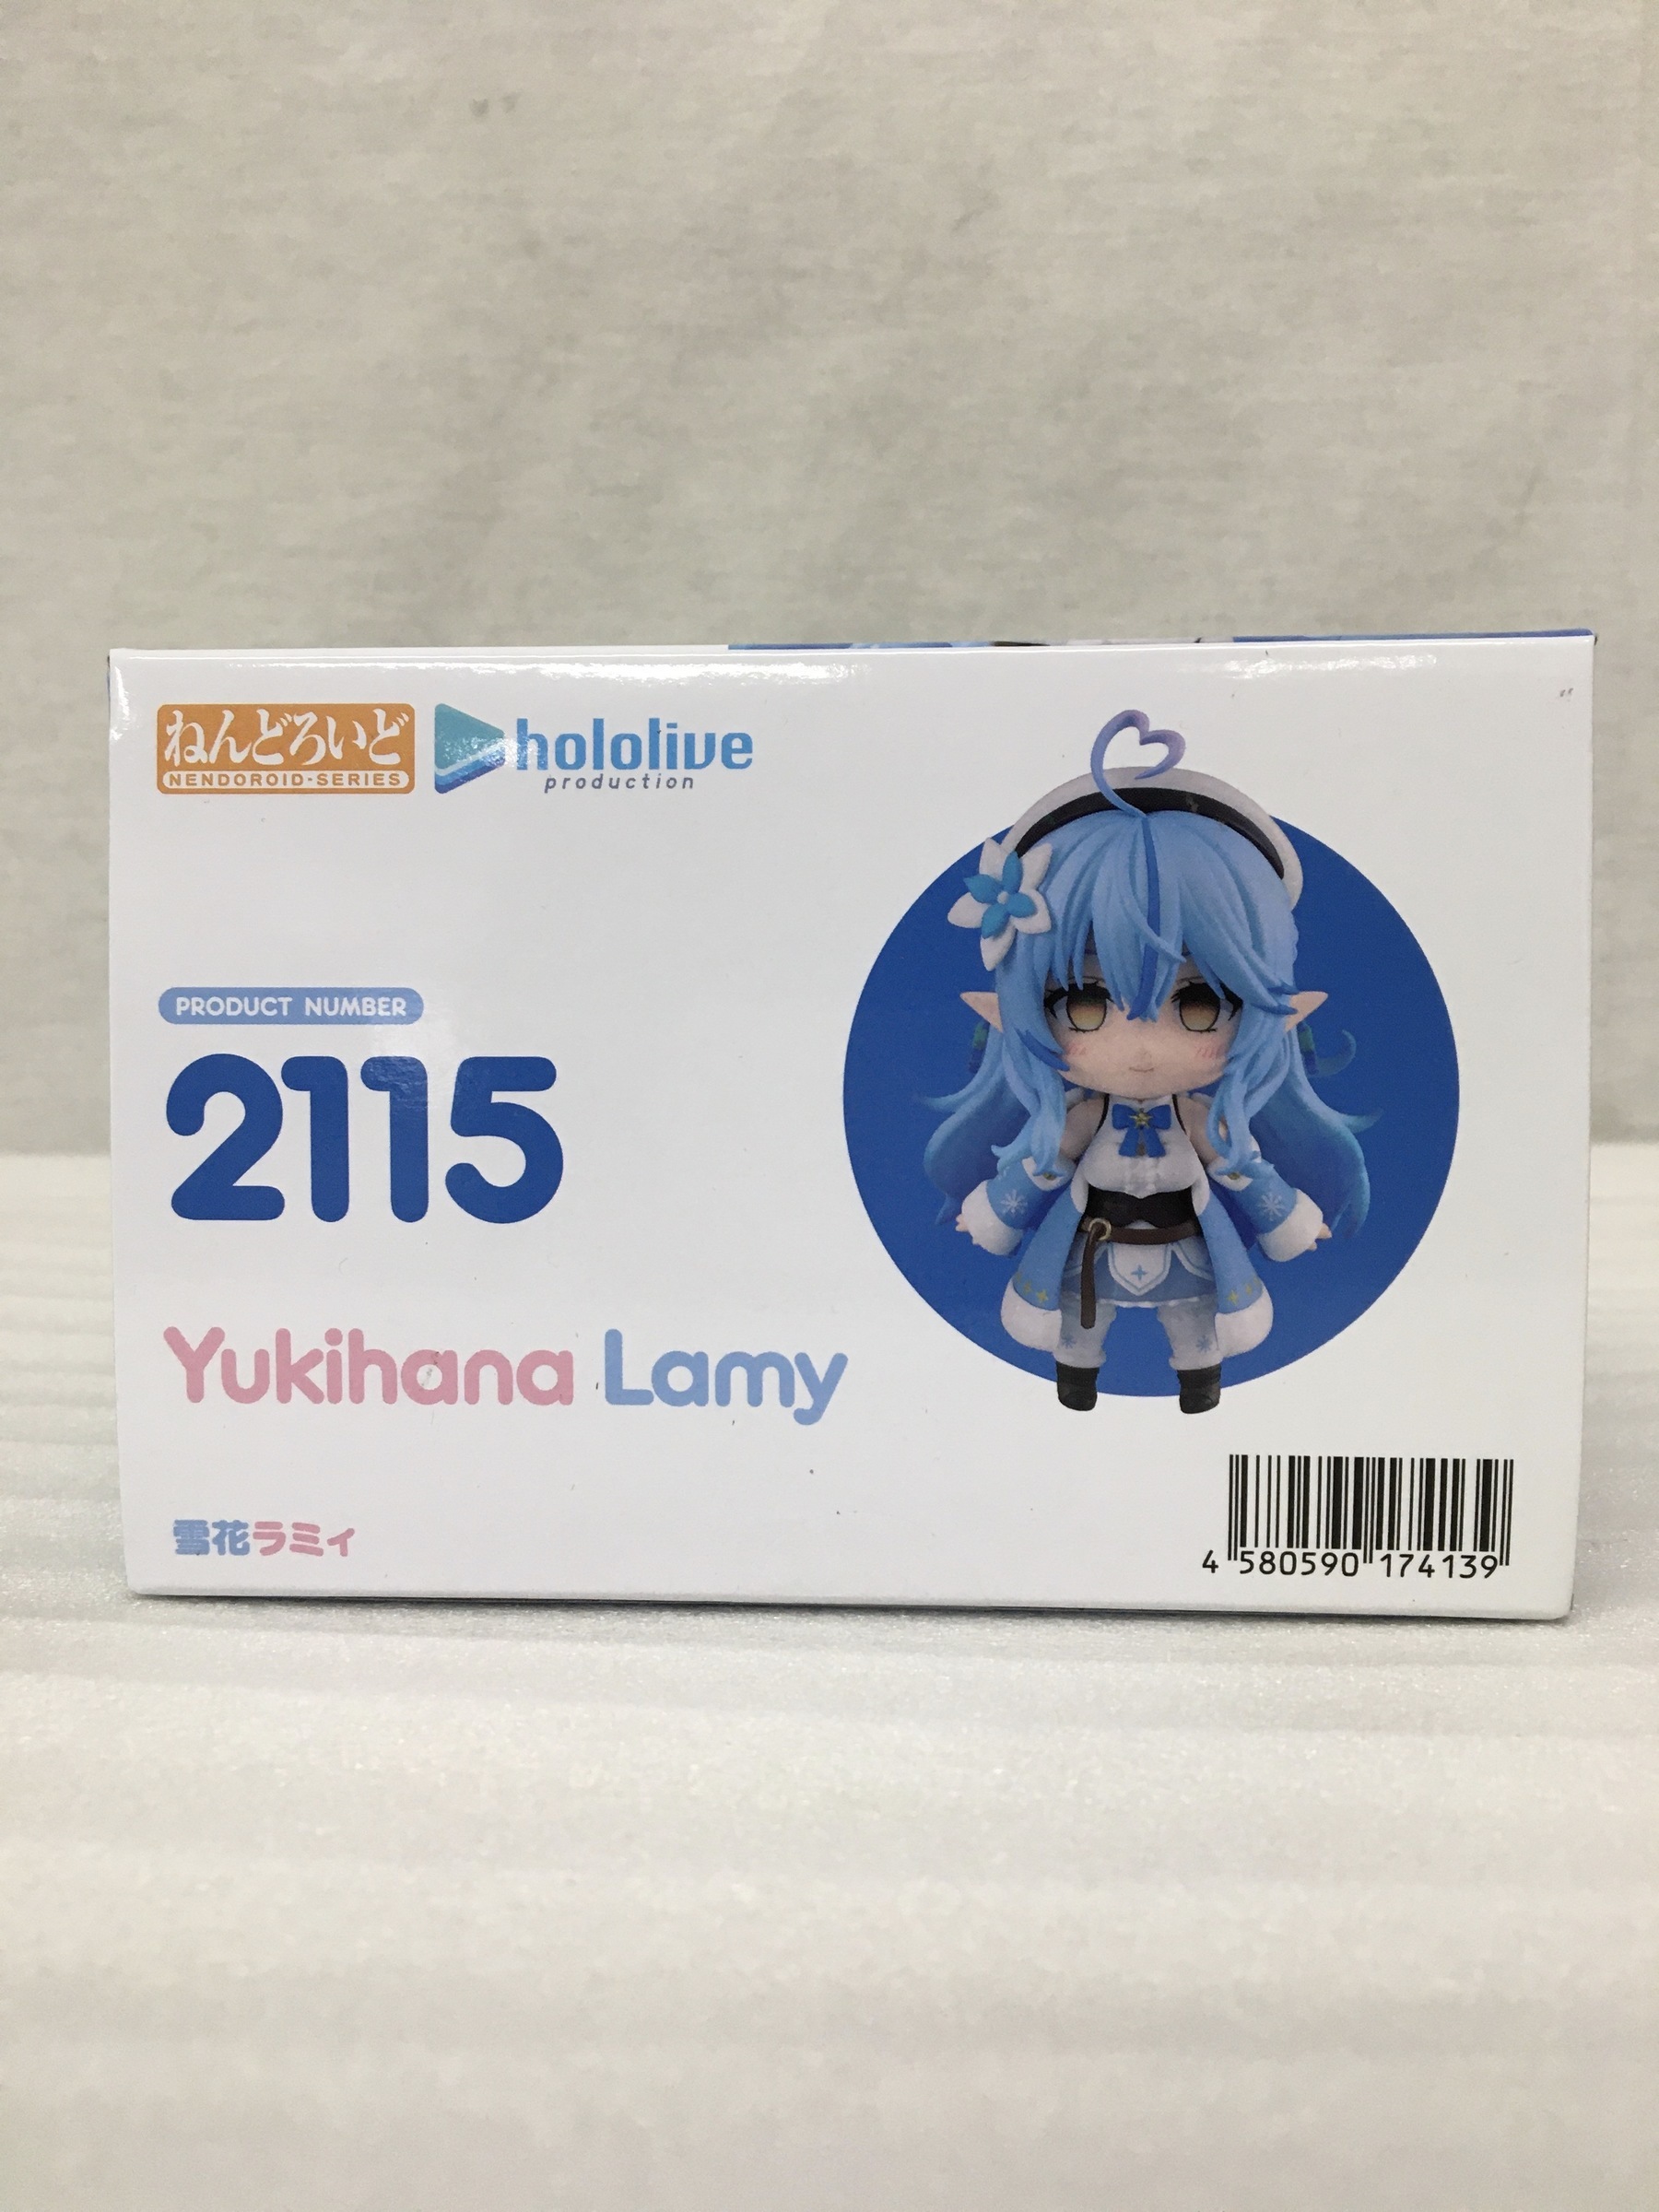 ねんどろいど
NENDOROID·SERIES
hololive
production
PRODUCT NUMBER
2115
Yukihana Lamy
雪花ラミィ
4 580590 174139